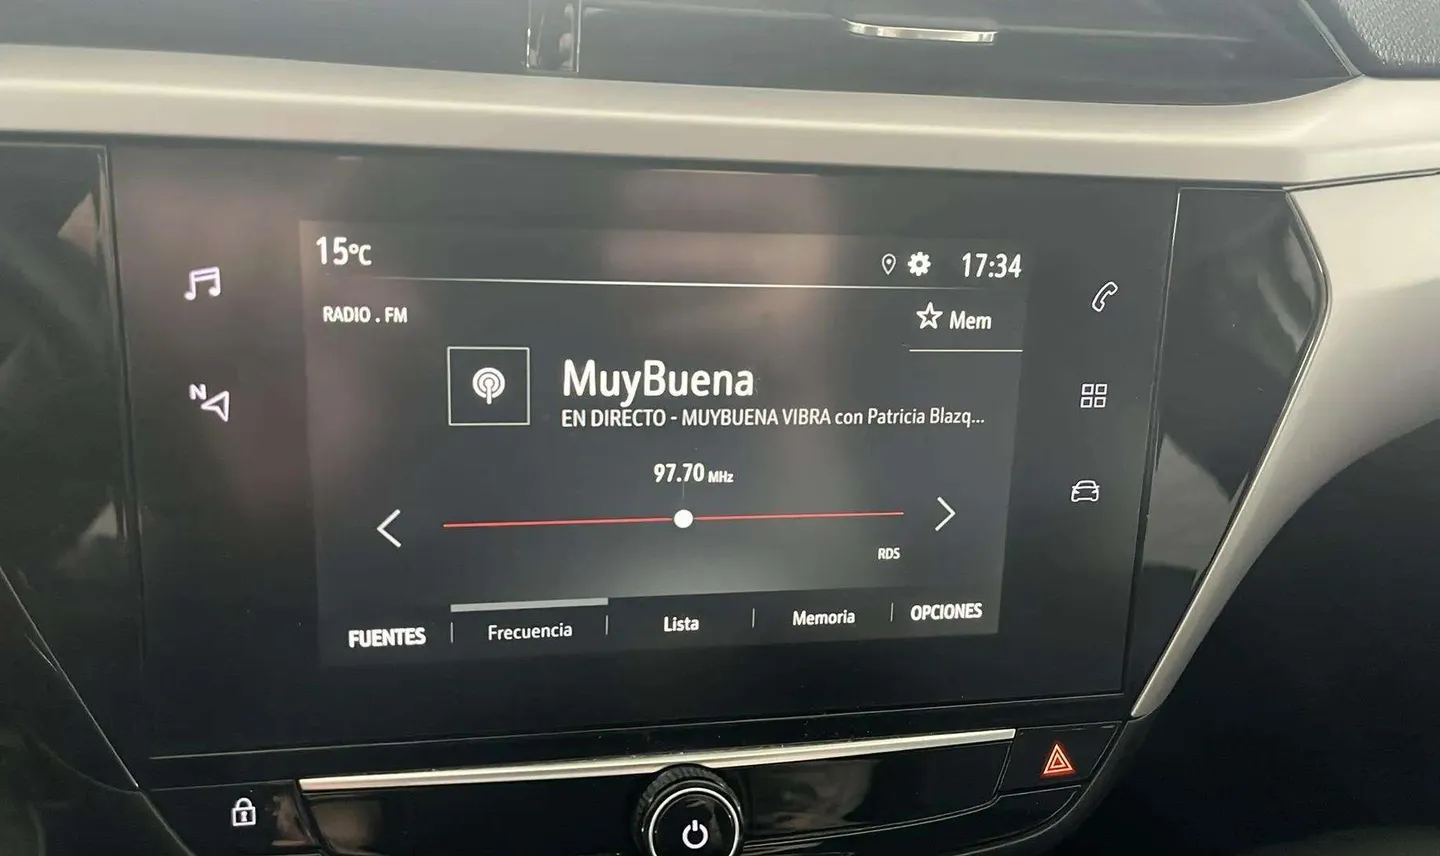 15°C
17:34
RADIO . FM
Mem
MuyBuena
EN DIRECTO - MUYBUENA VIBRA con Patricia Blazq...
N
97.70 MHz
RDS
FUENTES
Frecuencia
Lista
Memoria
OPCIONES